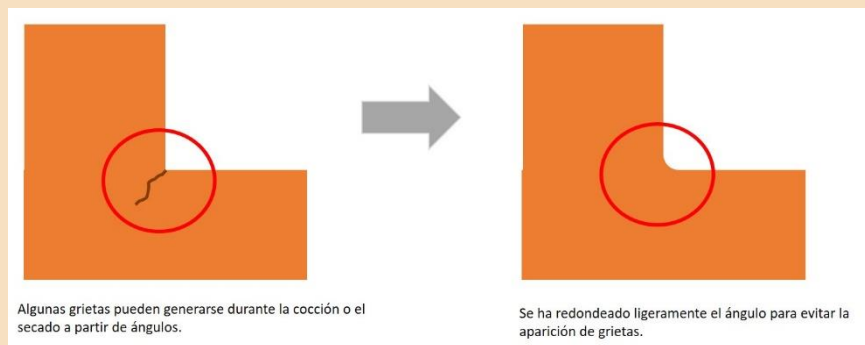 Algunas grietas pueden generarse durante la cocción o el
secado a partir de ángulos.
Se ha redondeado ligeramente el ángulo para evitar la
aparición de grietas.